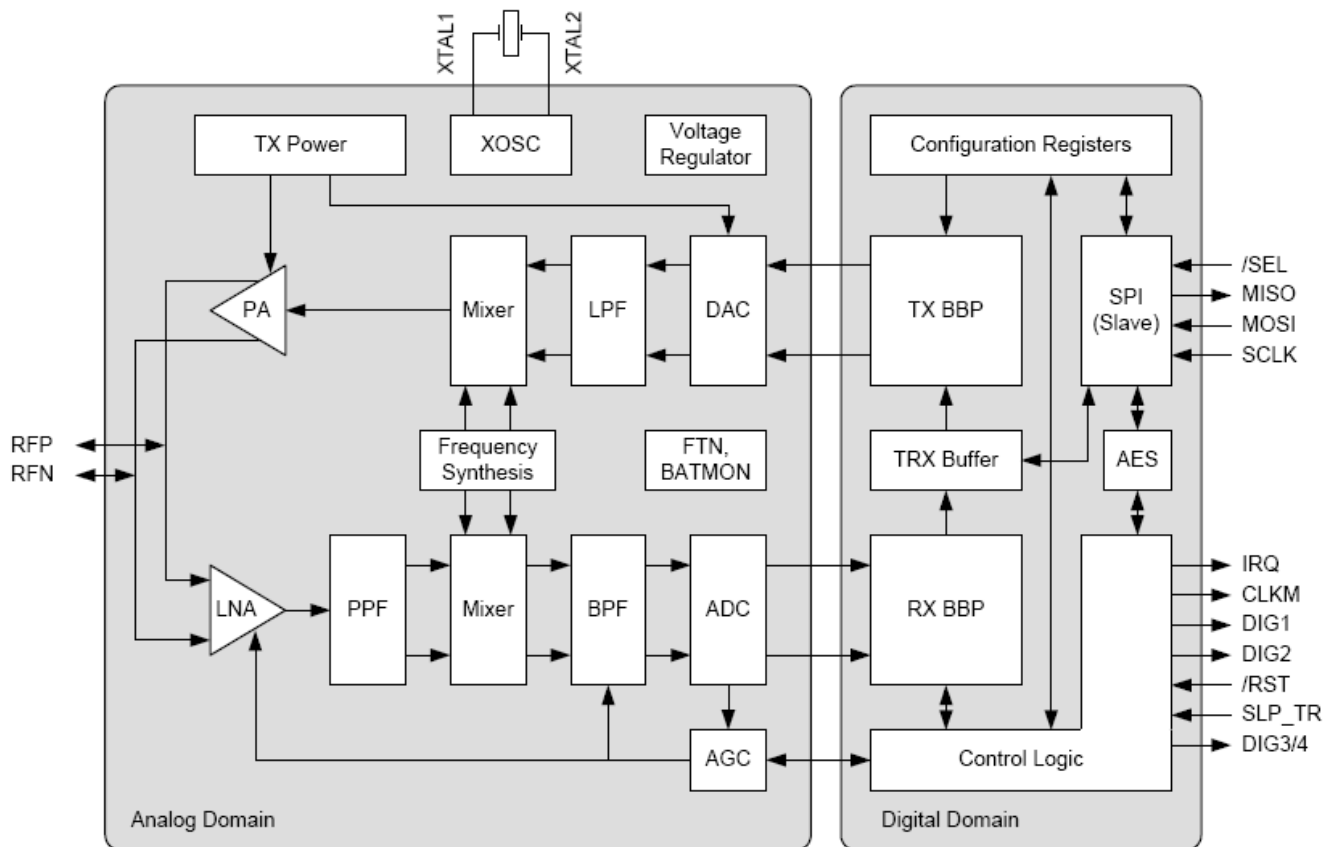 XTAL1
XTAL2
TX Power
XOSC
Voltage
Regulator
Configuration Registers
PA
Mixer
LPF
DAC
TX BBP
SPI
(Slave)
/SEL
MISO
MOSI
SCLK
RFP
RFN
Frequency
Synthesis
FTN,
BATMON
TRX Buffer
AES
LNA
PPF
Mixer
BPF
ADC
RX BBP
IRQ
CLKM
DIG1
DIG2
/RST
SLP_TR
DIG3/4
AGC
Control Logic
Analog Domain
Digital Domain